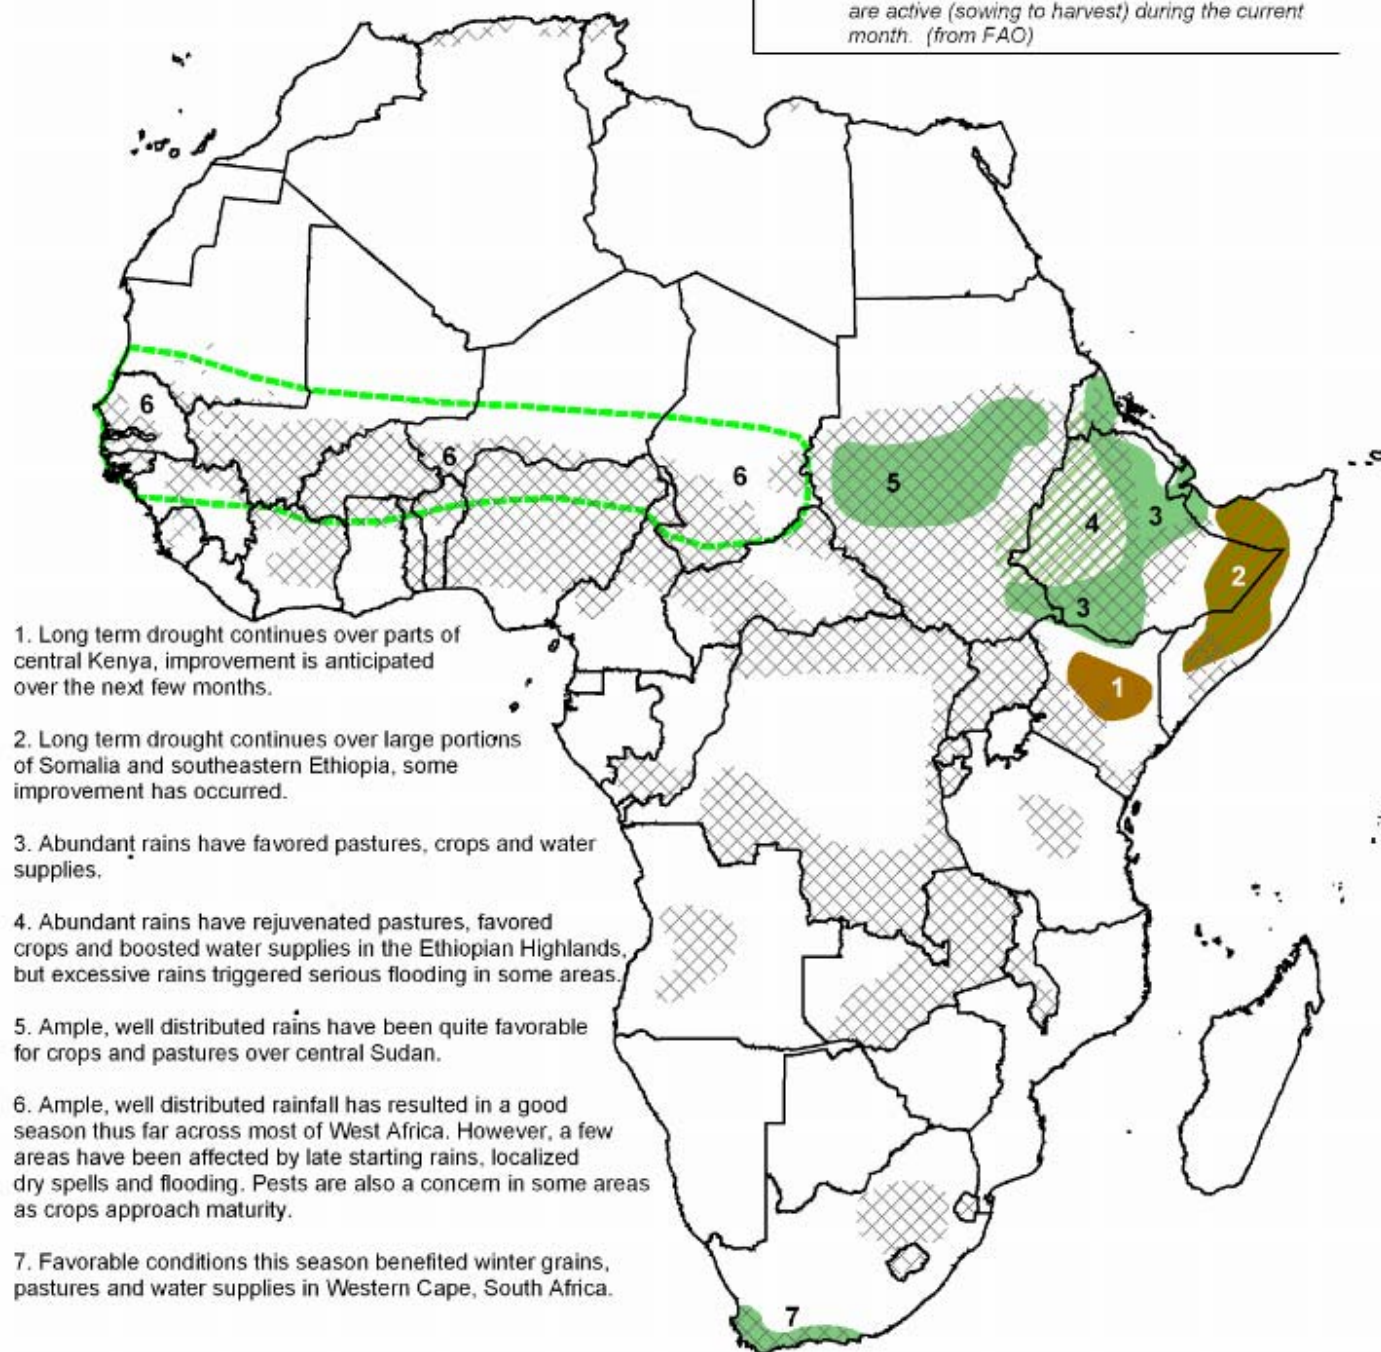 are active (sowing to harvest) during the current
month. (from FAO)
6
6
6
5
4
3
2
3
1
1. Long term drought continues over parts of
central Kenya, improvement is anticipated
over the next few months.
2. Long term drought continues over large portions
of Somalia and southeastern Ethiopia, some
improvement has occurred.
3. Abundant rains have favored pastures, crops and water
supplies.
4. Abundant rains have rejuvenated pastures, favored
crops and boosted water supplies in the Ethiopian Highlands,
but excessive rains triggered serious flooding in some areas.
5. Ample, well distributed rains have been quite favorable
for crops and pastures over central Sudan.
6. Ample, well distributed rainfall has resulted in a good
season thus far across most of West Africa. However, a few
areas have been affected by late starting rains, localized
dry spells and flooding. Pests are also a concern in some areas
as crops approach maturity.
7. Favorable conditions this season benefited winter grains,
pastures and water supplies in Western Cape, South Africa.
7